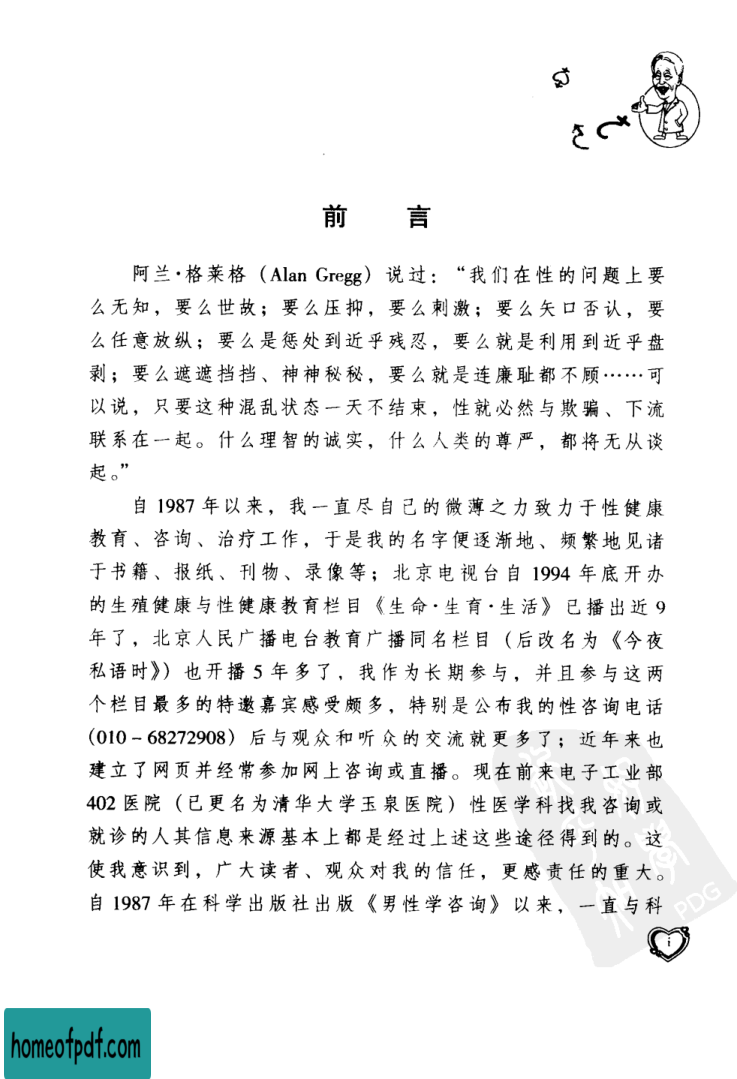 前　言
阿兰·格莱格（Alan Gregg）说过：“我们在性的问题上要
么无知，要么世故；要么压抑，要么刺激；要么矢口否认，要
么任意放纵；要么是惩处到近乎残忍，要么就是利用到近乎盘
剥；要么遮遮挡挡、神神秘秘，要么就是连廉耻都不顾……可
以说，只要这种混乱状态一天不结束，性就必然与欺骗、下流
联系在一起。什么理智的诚实，什么人类的尊严，都将无从谈
起。”
自 1987 年以来，我一直尽自己的微薄之力致力于性健康
教育、咨询、治疗工作，于是我的名字便逐渐地、频繁地见诸
于书籍、报纸、刊物、录像等；北京电视台自 1994 年底开办
的生殖健康与性健康教育栏目《生命·生育·生活》已播出近 9
年了，北京人民广播电台教育广播同名栏目（后改名为《今夜
私语时》）也开播 5 年多了，我作为长期参与，并且参与这两
个栏目最多的特邀嘉宾感受颇多，特别是公布我的性咨询电话
（010－68272908）后与观众和听众的交流就更多了；近年来也
建立了网页并经常参加网上咨询或直播。现在前来电子工业部
402 医院（已更名为清华大学玉泉医院）性医学科找我咨询或
就诊的人其信息来源基本上都是经过上述这些途径得到的。这
使我意识到，广大读者、观众对我的信任，更感责任的重大。
自 1987 年在科学出版社出版《男性学咨询》以来，一直与科
PDG
i
homeofpdf.com